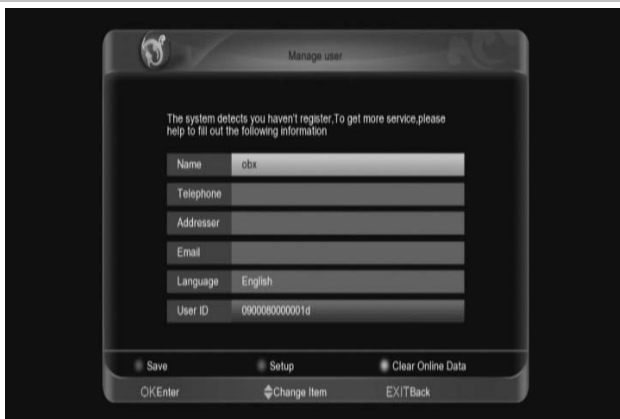 Manage user
The system detects you haven't register,To get more service,please
help to fill out the following information
Name obx
Telephone
Addresser
Email
Language English
User ID 0900080000001d
Save Setup Clear Online Data
OKEnter Change Item EXITBack